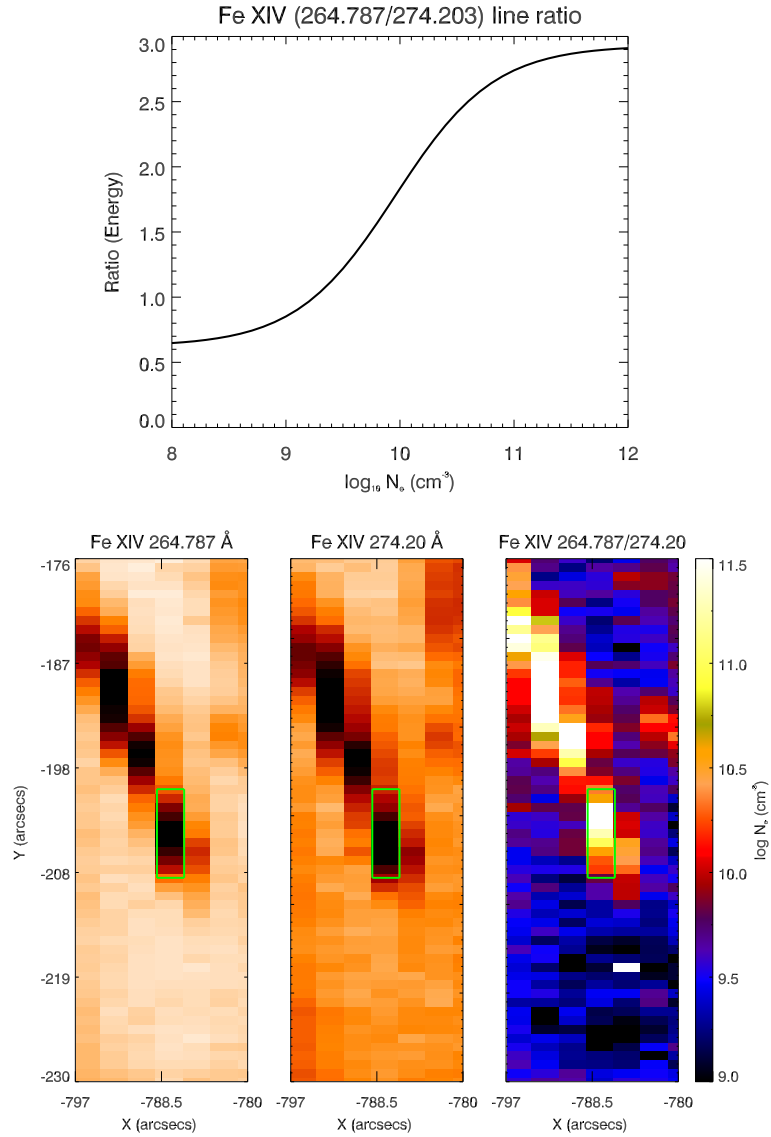 Fe XIV (264.787/274.203) line ratio
Ratio (Energy)
3.0
2.5
2.0
1.5
1.0
0.5
0.0
8 9 10 11 12
log₁₀ Nₑ (cm⁻³)
Fe XIV 264.787 Å
Fe XIV 274.20 Å
Fe XIV 264.787/274.20
Y (arcsecs)
-176
-187
-198
-208
-219
-230
-797 -788.5 -780
X (arcsecs)
-797 -788.5 -780
X (arcsecs)
-797 -788.5 -780
X (arcsecs)
11.5
11.0
10.5
10.0
9.5
9.0
log Nₑ (cm⁻³)